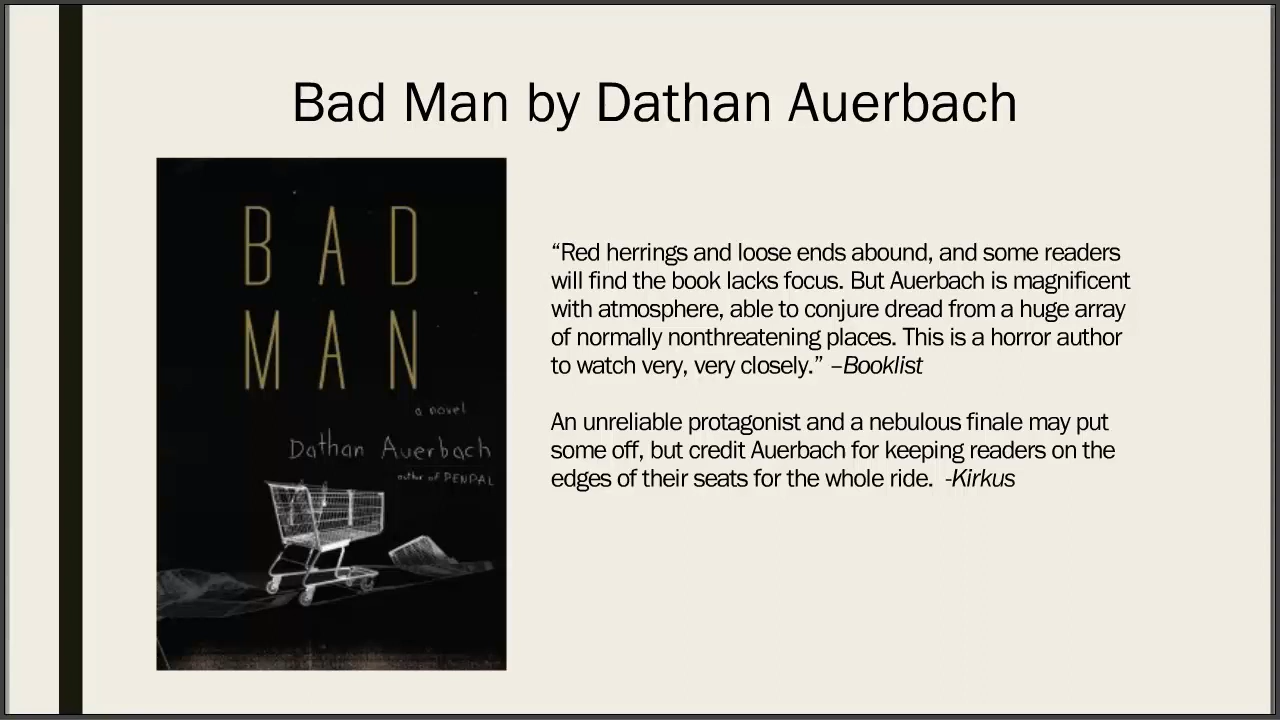 Bad Man by Dathan Auerbach
BAD
MAN
a novel
Dathan Auerbach
author of PENPAL
“Red herrings and loose ends abound, and some readers
will find the book lacks focus. But Auerbach is magnificent
with atmosphere, able to conjure dread from a huge array
of normally nonthreatening places. This is a horror author
to watch very, very closely.” –Booklist
An unreliable protagonist and a nebulous finale may put
some off, but credit Auerbach for keeping readers on the
edges of their seats for the whole ride.  -Kirkus